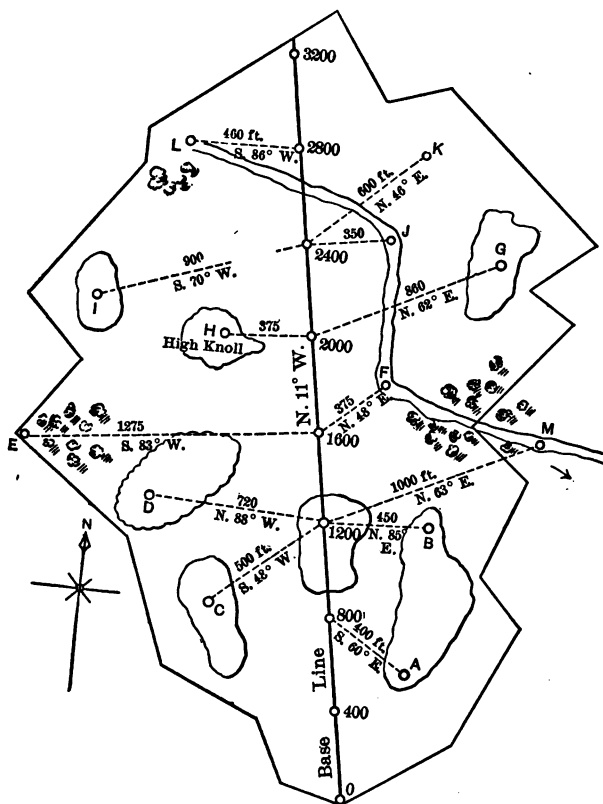 3200
460 ft.
L
S. 86° W.
2800
K
600 ft.
N. 46° E.
J
350
2400
G
900
S. 70° W.
I
860
N. 62° E.
H
375
High Knoll
2000
N. 11° W.
F
375
N. 48° E.
M
1275
E
S. 83° W.
1600
1000 ft.
N. 63° E.
D
720
N. 88° W.
1200
450
N. 85°
E.
B
N
500 ft.
S. 48° W
C
800'
400 ft.
S. 60° E.
A
Line
400
Base
0